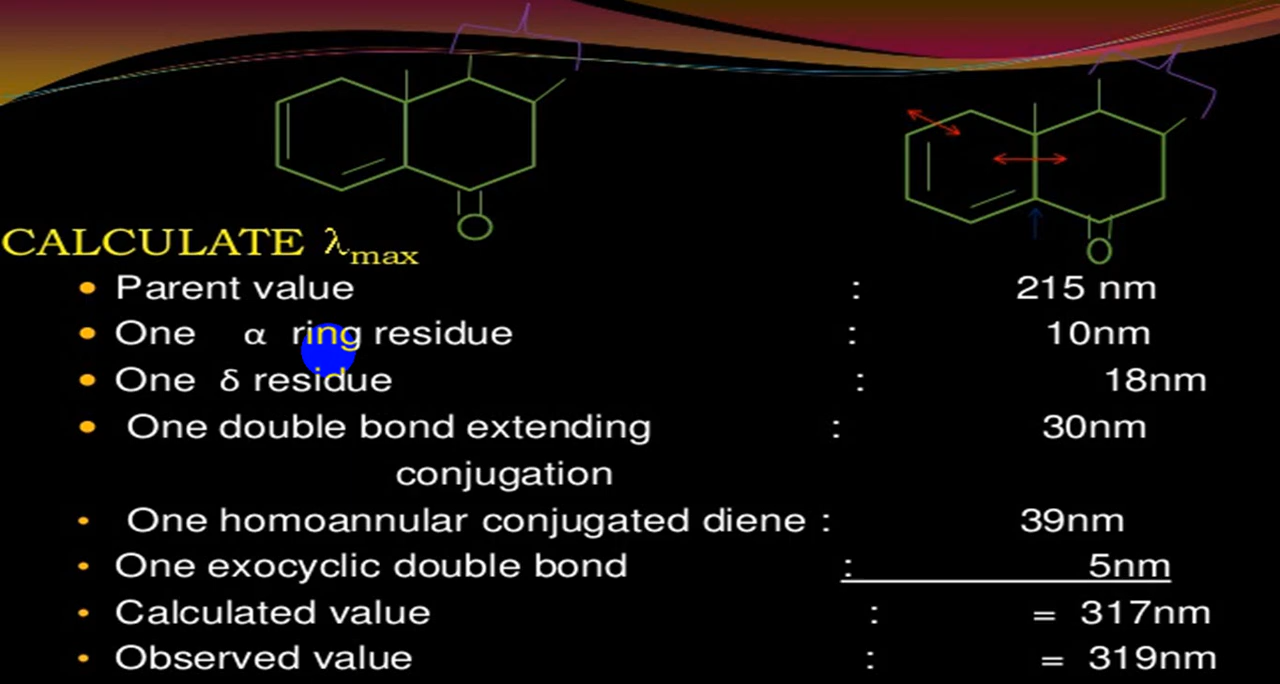 O
O
CALCULATE λmax
• Parent value : 215 nm
• One α ring residue : 10nm
• One δ residue : 18nm
• One double bond extending : 30nm
conjugation
• One homoannular conjugated diene : 39nm
• One exocyclic double bond : 5nm
• Calculated value : = 317nm
• Observed value : = 319nm